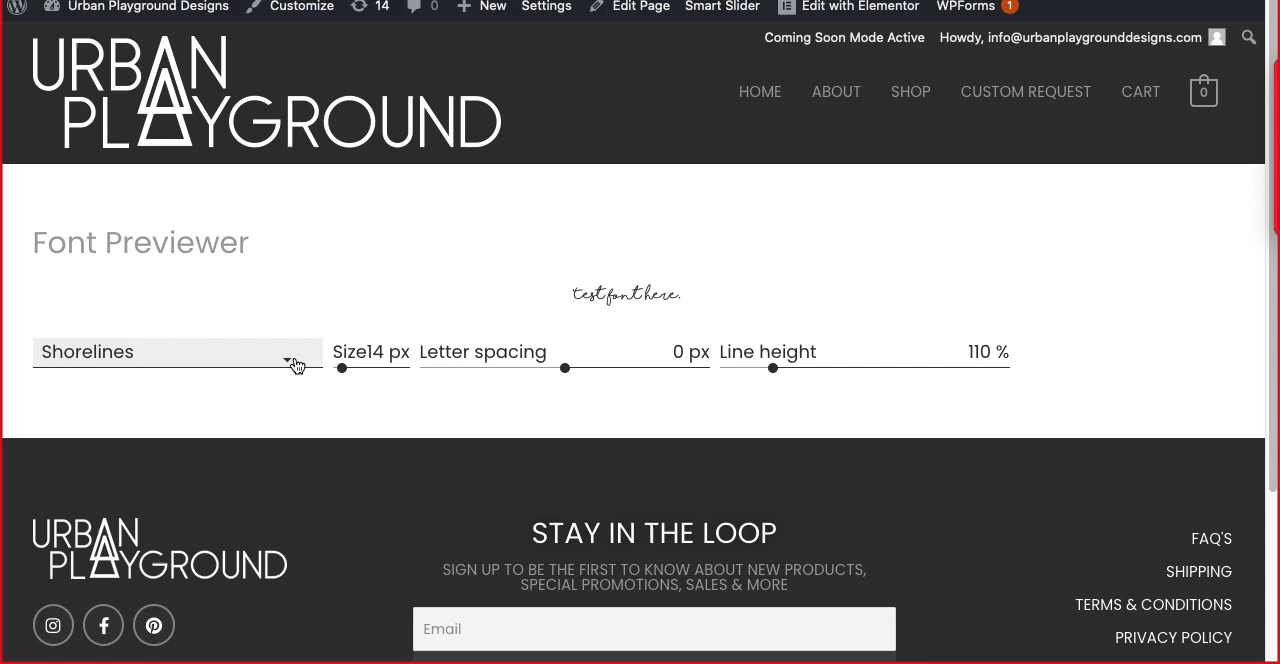 Urban Playground Designs Customize 14 0 New Settings Edit Page Smart Slider Edit with Elementor WPForms 1
Coming Soon Mode Active Howdy, info@urbanplaygrounddesigns.com
URBAN
PLAYGROUND
HOME ABOUT SHOP CUSTOM REQUEST CART 0
Font Previewer
test font here.
Shorelines Size14 px Letter spacing 0 px Line height 110 %
URBAN
PLAYGROUND
STAY IN THE LOOP
SIGN UP TO BE THE FIRST TO KNOW ABOUT NEW PRODUCTS,
SPECIAL PROMOTIONS, SALES & MORE
Email
FAQ'S
SHIPPING
TERMS & CONDITIONS
PRIVACY POLICY